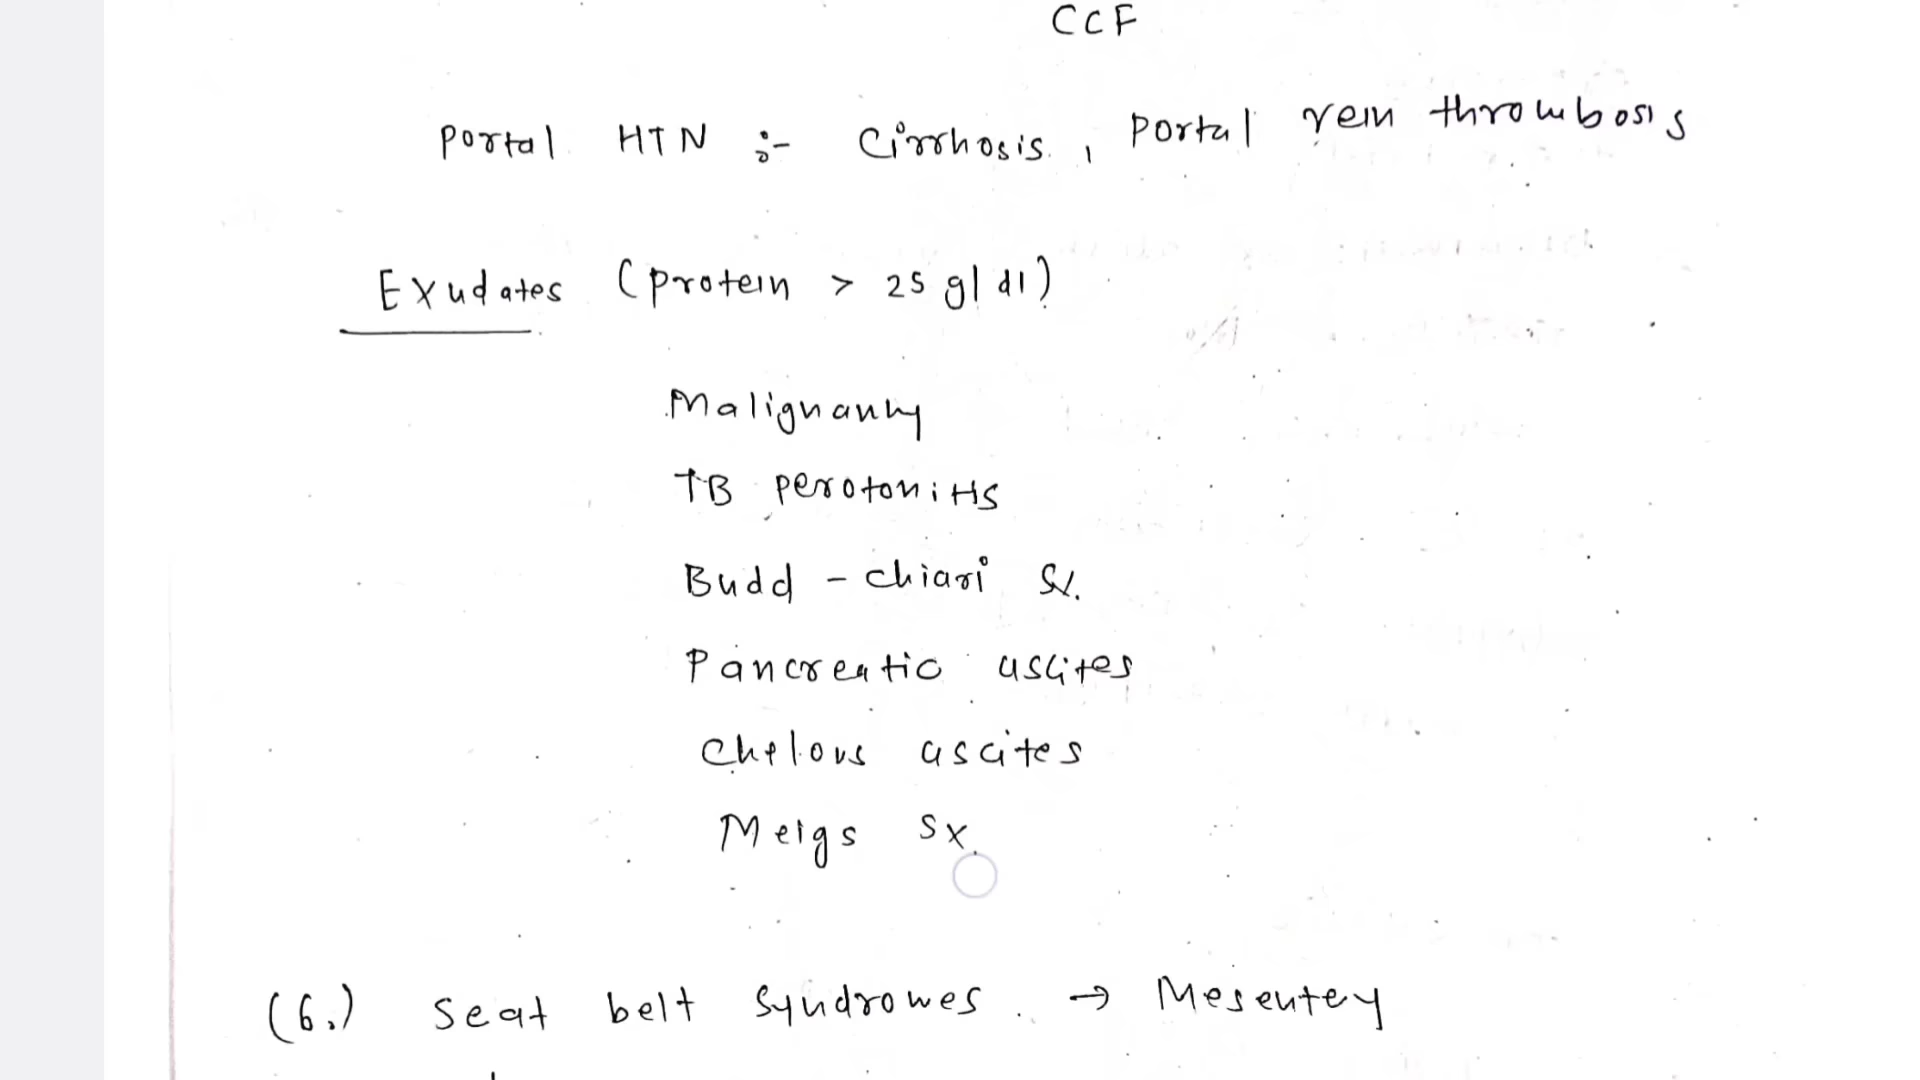 CCF
Portal HTN :- Cirrhosis, Portal vein thrombosis
Exudates (protein > 25 g/dl)
Malignancy
TB perotonitis
Budd - chiari Sx.
Pancreatic ascites
Chylous ascites
Meigs Sx.
(6.) Seat belt Syndromes. → Mesentey